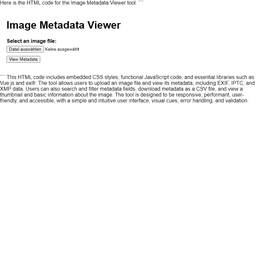 Here is the HTML code for the Image Metadata Viewer tool: ```
Image Metadata Viewer
Select an image file:
Datei auswählen Keine ausgewählt
View Metadata
``` This HTML code includes embedded CSS styles, functional JavaScript code, and essential libraries such as
Vue.js and exifr. The tool allows users to upload an image file and view its metadata, including EXIF, IPTC, and
XMP data. Users can also search and filter metadata fields, download metadata as a CSV file, and view a
thumbnail and basic information about the image. The tool is designed to be responsive, performant, user-
friendly, and accessible, with a simple and intuitive user interface, visual cues, error handling, and validation.